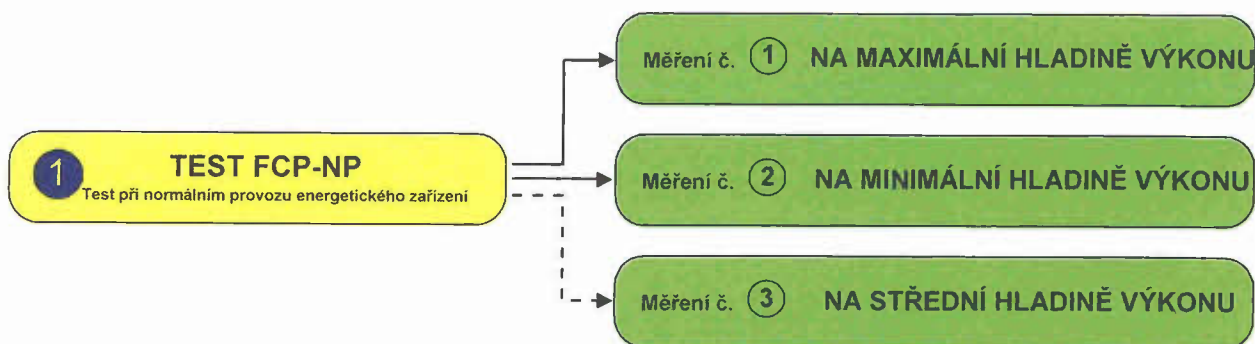 Měření č. 1 NA MAXIMÁLNÍ HLADINĚ VÝKONU
1 TEST FCP-NP
Test při normálním provozu energetického zařízení
Měření č. 2 NA MINIMÁLNÍ HLADINĚ VÝKONU
Měření č. 3 NA STŘEDNÍ HLADINĚ VÝKONU